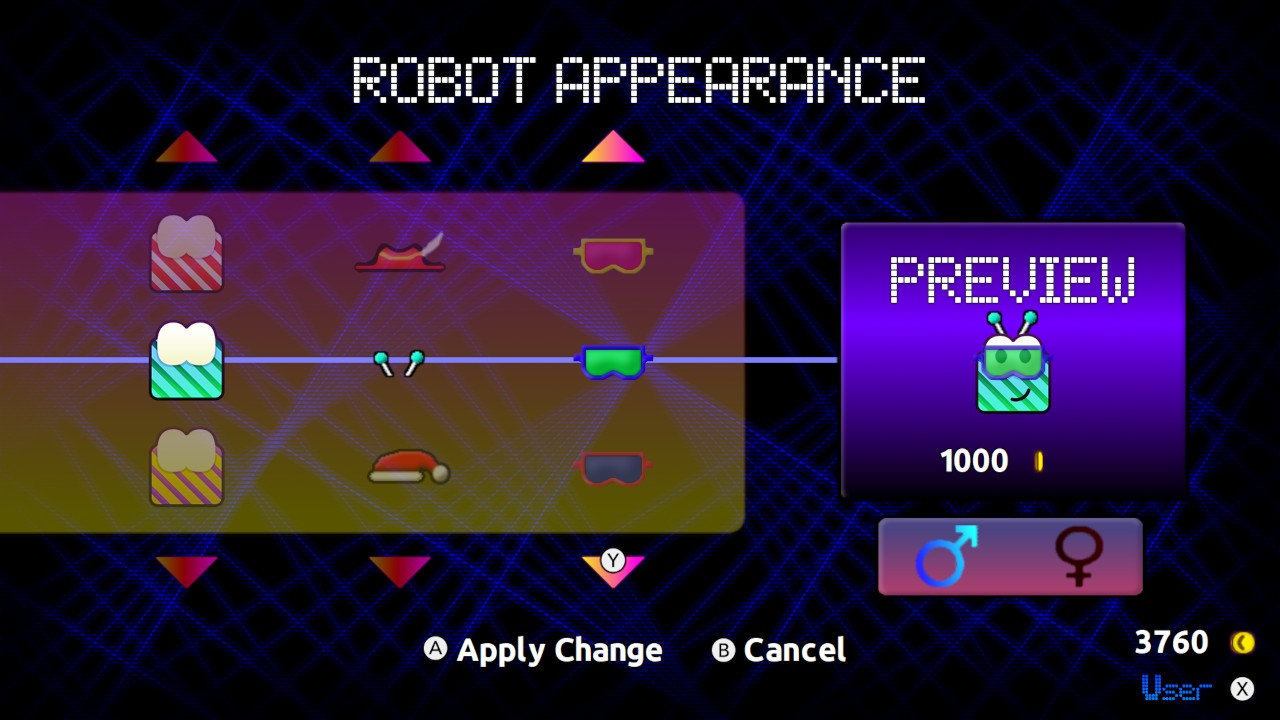 ROBOT APPEARANCE
PREVIEW
1000
Y
A Apply Change B Cancel
3760
User X